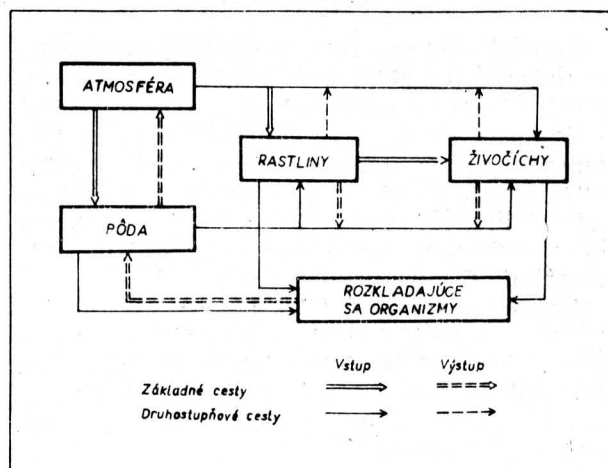 ATMOSFÉRA
RASTLINY
ŽIVOČÍCHY
PÔDA
ROZKLADAJÚCE
SA ORGANIZMY
Vstup Výstup
Základné cesty
Druhostupňové cesty